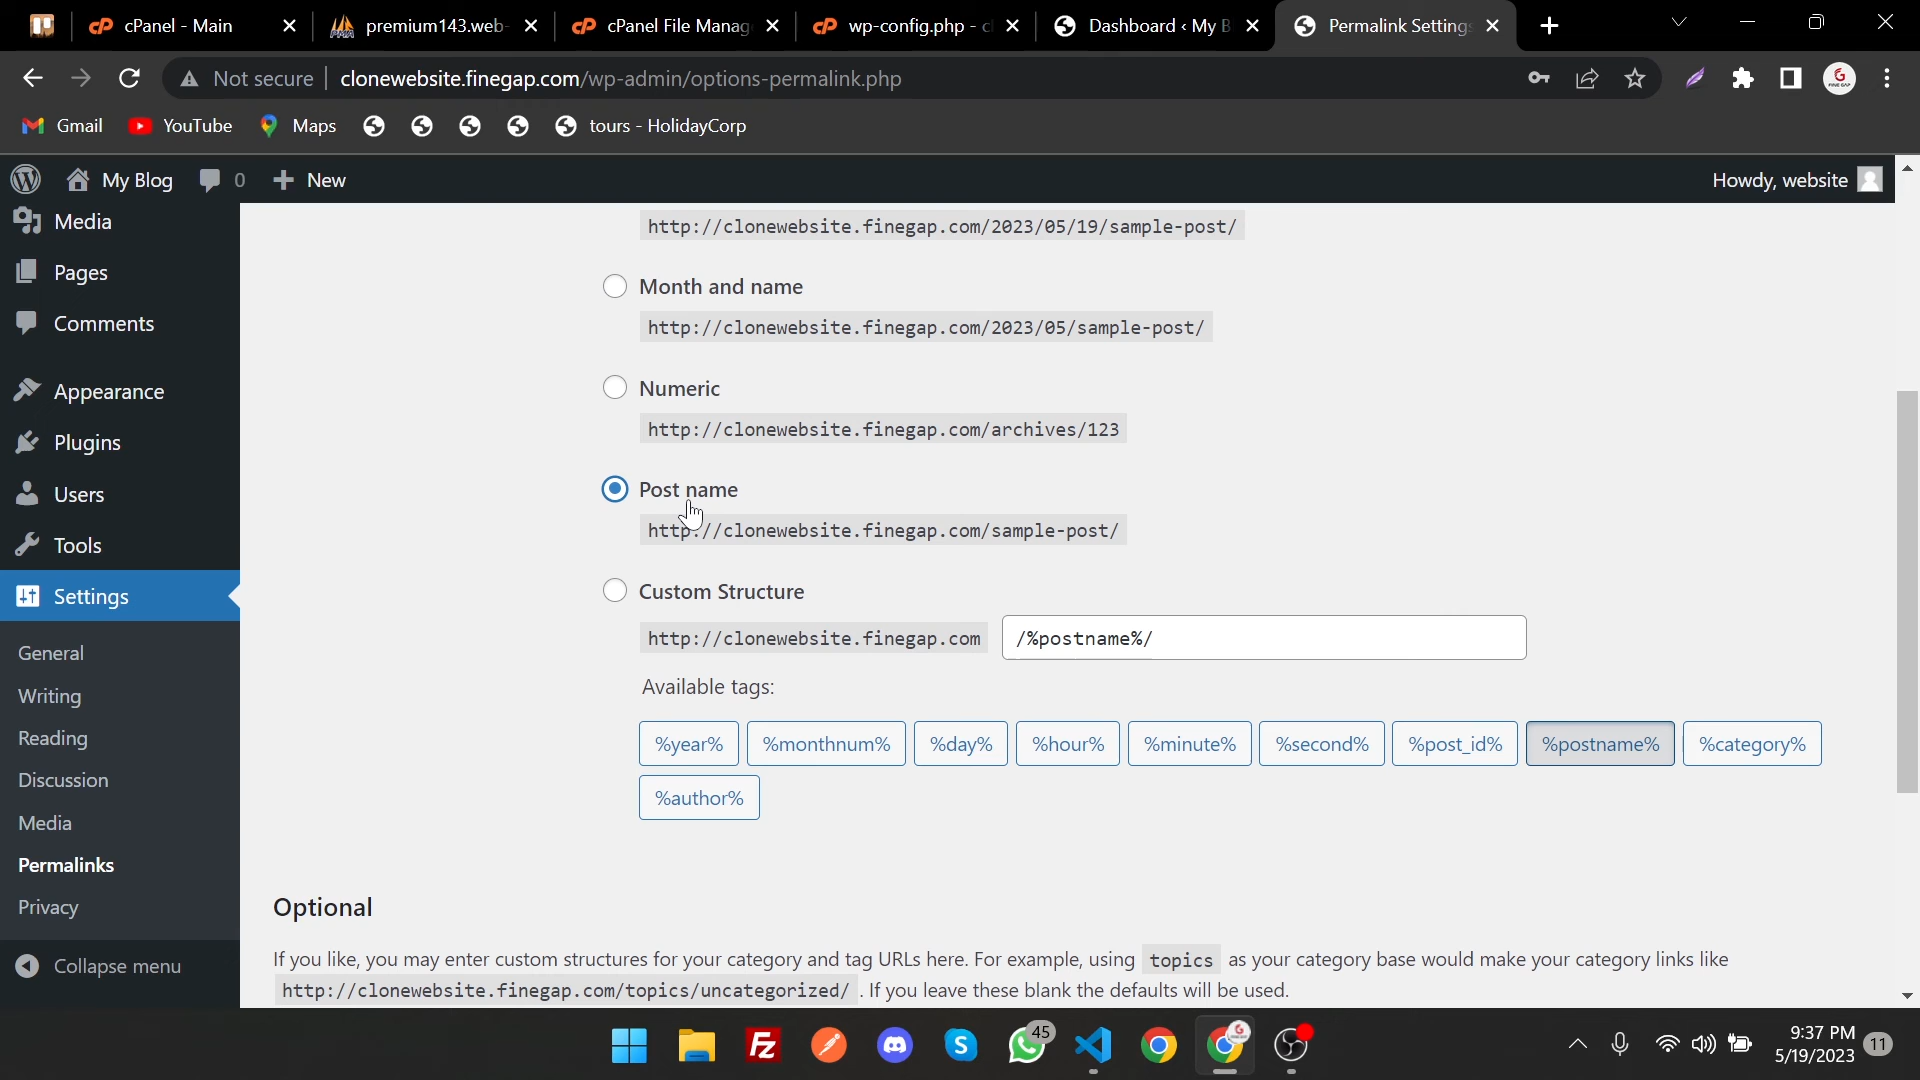 cPanel - Main
premium143.web-
cPanel File Manag
wp-config.php - c
Dashboard ‹ My B
Permalink Settings
Not secure
clonewebsite.finegap.com/wp-admin/options-permalink.php
Gmail
YouTube
Maps
tours - HolidayCorp
My Blog
0
New
Howdy, website
Media
Pages
Comments
Appearance
Plugins
Users
Tools
Settings
General
Writing
Reading
Discussion
Media
Permalinks
Privacy
Collapse menu
http://clonewebsite.finegap.com/2023/05/19/sample-post/
Month and name
http://clonewebsite.finegap.com/2023/05/sample-post/
Numeric
http://clonewebsite.finegap.com/archives/123
Post name
http://clonewebsite.finegap.com/sample-post/
Custom Structure
http://clonewebsite.finegap.com /%postname%/
Available tags:
%year% %monthnum% %day% %hour% %minute% %second% %post_id% %postname% %category%
%author%
Optional
If you like, you may enter custom structures for your category and tag URLs here. For example, using topics as your category base would make your category links like
http://clonewebsite.finegap.com/topics/uncategorized/ . If you leave these blank the defaults will be used.
45
9:37 PM
5/19/2023
11